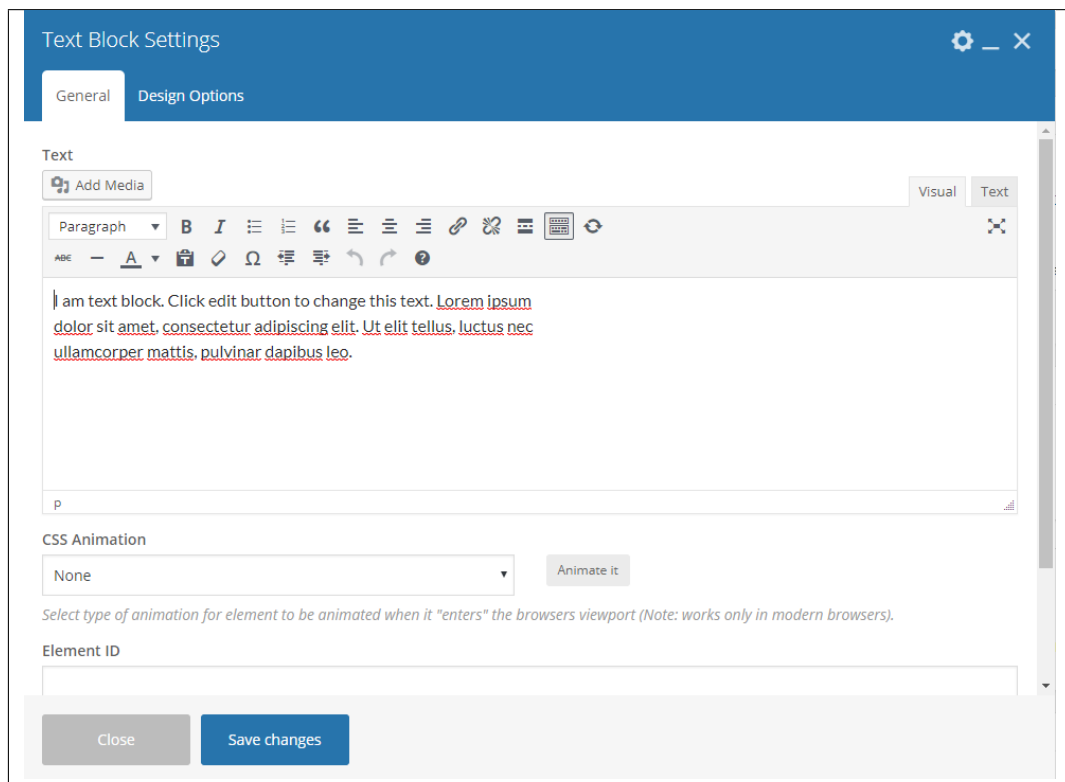 Text Block Settings
General Design Options
Text
Add Media
Visual Text
Paragraph B I
ABC A T Ω
I am text block. Click edit button to change this text. Lorem ipsum
dolor sit amet, consectetur adipiscing elit. Ut elit tellus, luctus nec
ullamcorper mattis, pulvinar dapibus leo.
p
CSS Animation
None Animate it
Select type of animation for element to be animated when it "enters" the browsers viewport (Note: works only in modern browsers).
Element ID
Close Save changes